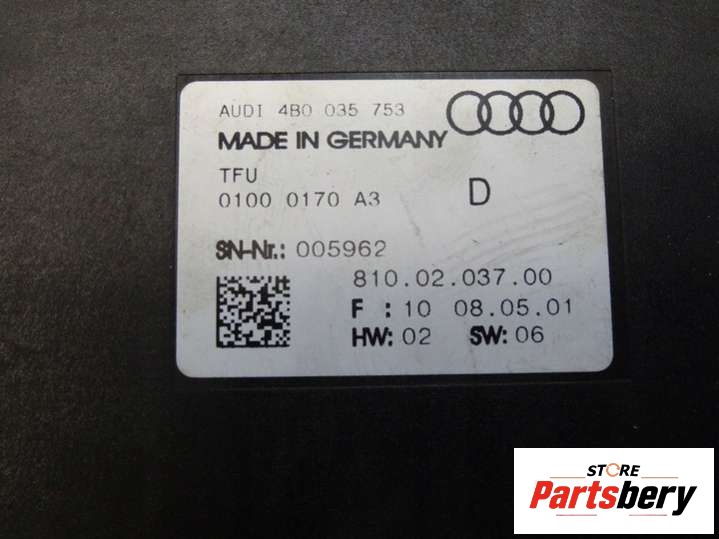 AUDI 4B0 035 753
MADE IN GERMANY
TFU
0100 0170 A3 D
SN-Nr.: 005962
810.02.037.00
F : 10 08.05.01
HW: 02 SW: 06
STORE
Partsbery